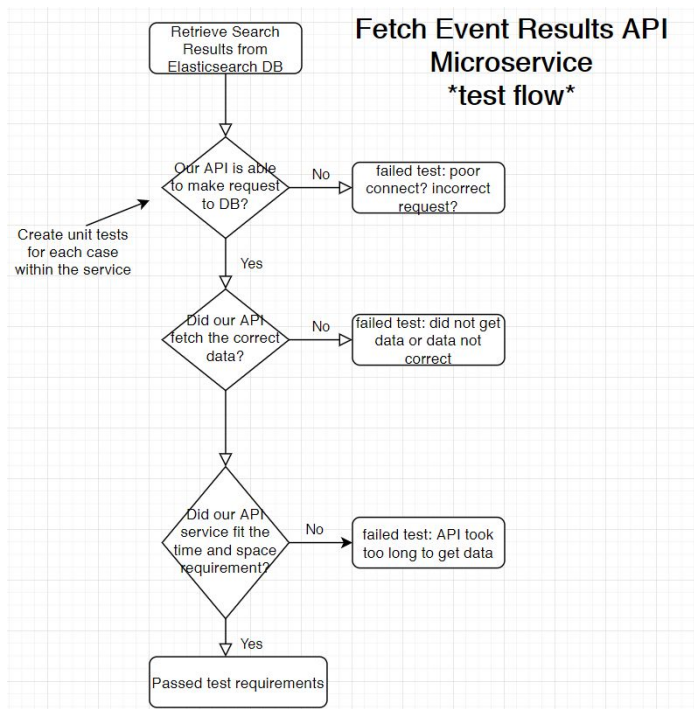 Fetch Event Results API
Microservice
*test flow*
Retrieve Search
Results from
Elasticsearch DB
Our API is able
to make request
to DB?
No
failed test: poor
connect? incorrect
request?
Create unit tests
for each case
within the service
Yes
Did our API
fetch the correct
data?
No
failed test: did not get
data or data not
correct
Did our API
service fit the
time and space
requirement?
No
failed test: API took
too long to get data
Yes
Passed test requirements